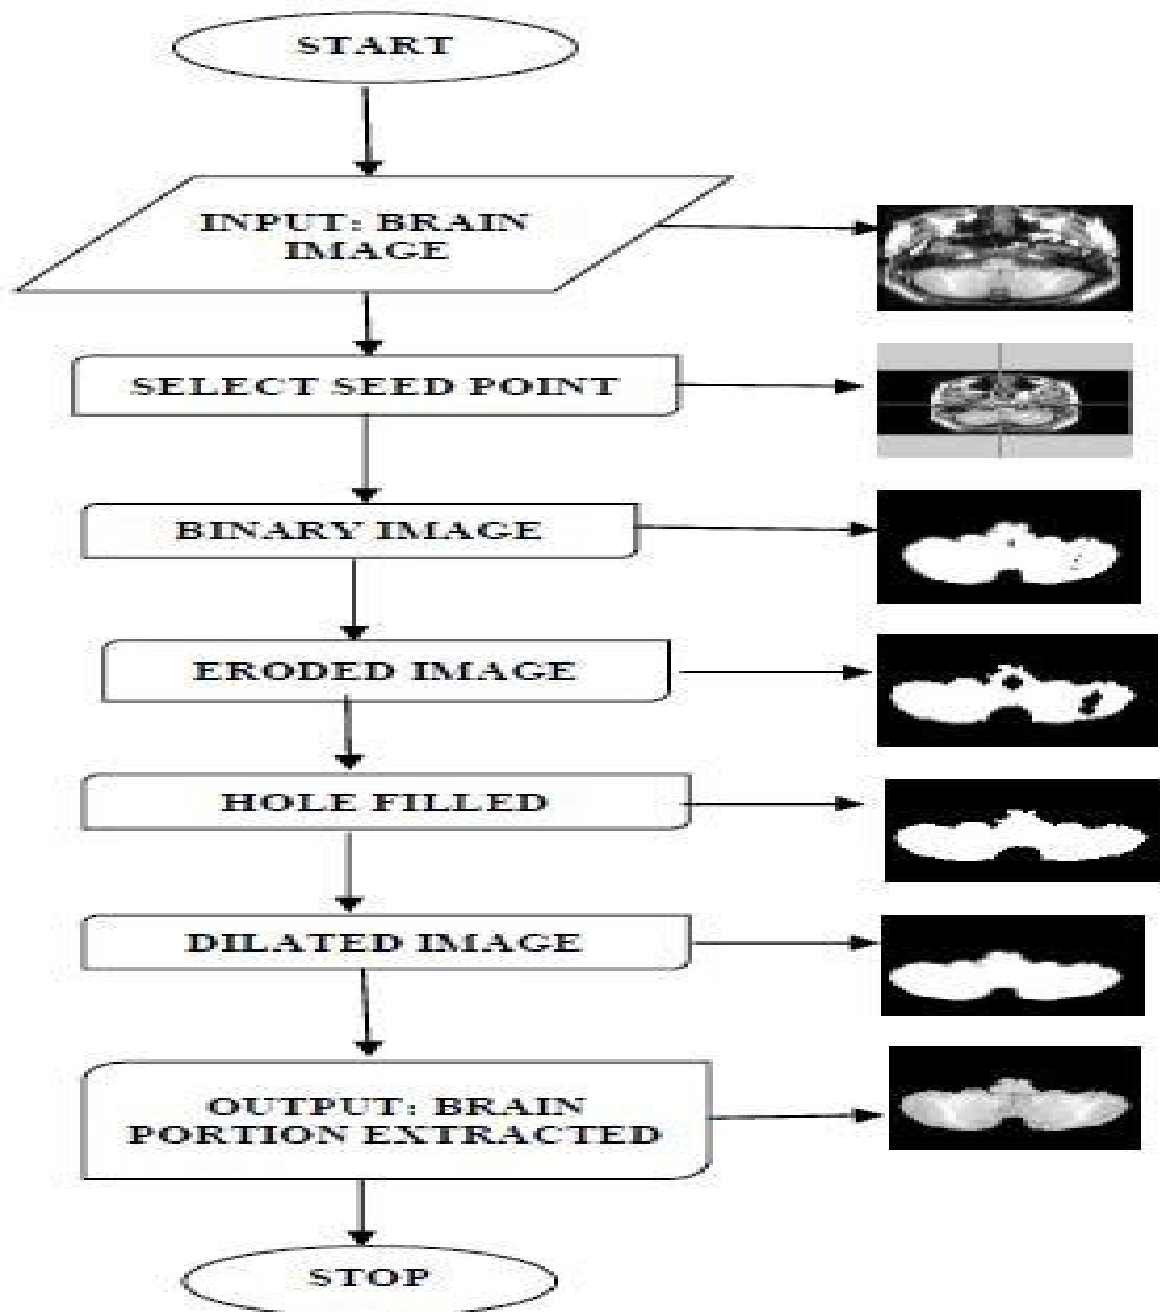 START
INPUT: BRAIN
IMAGE
SELECT SEED POINT
BINARY IMAGE
ERODED IMAGE
HOLE FILLED
DILATED IMAGE
OUTPUT: BRAIN
PORTION EXTRACTED
STOP